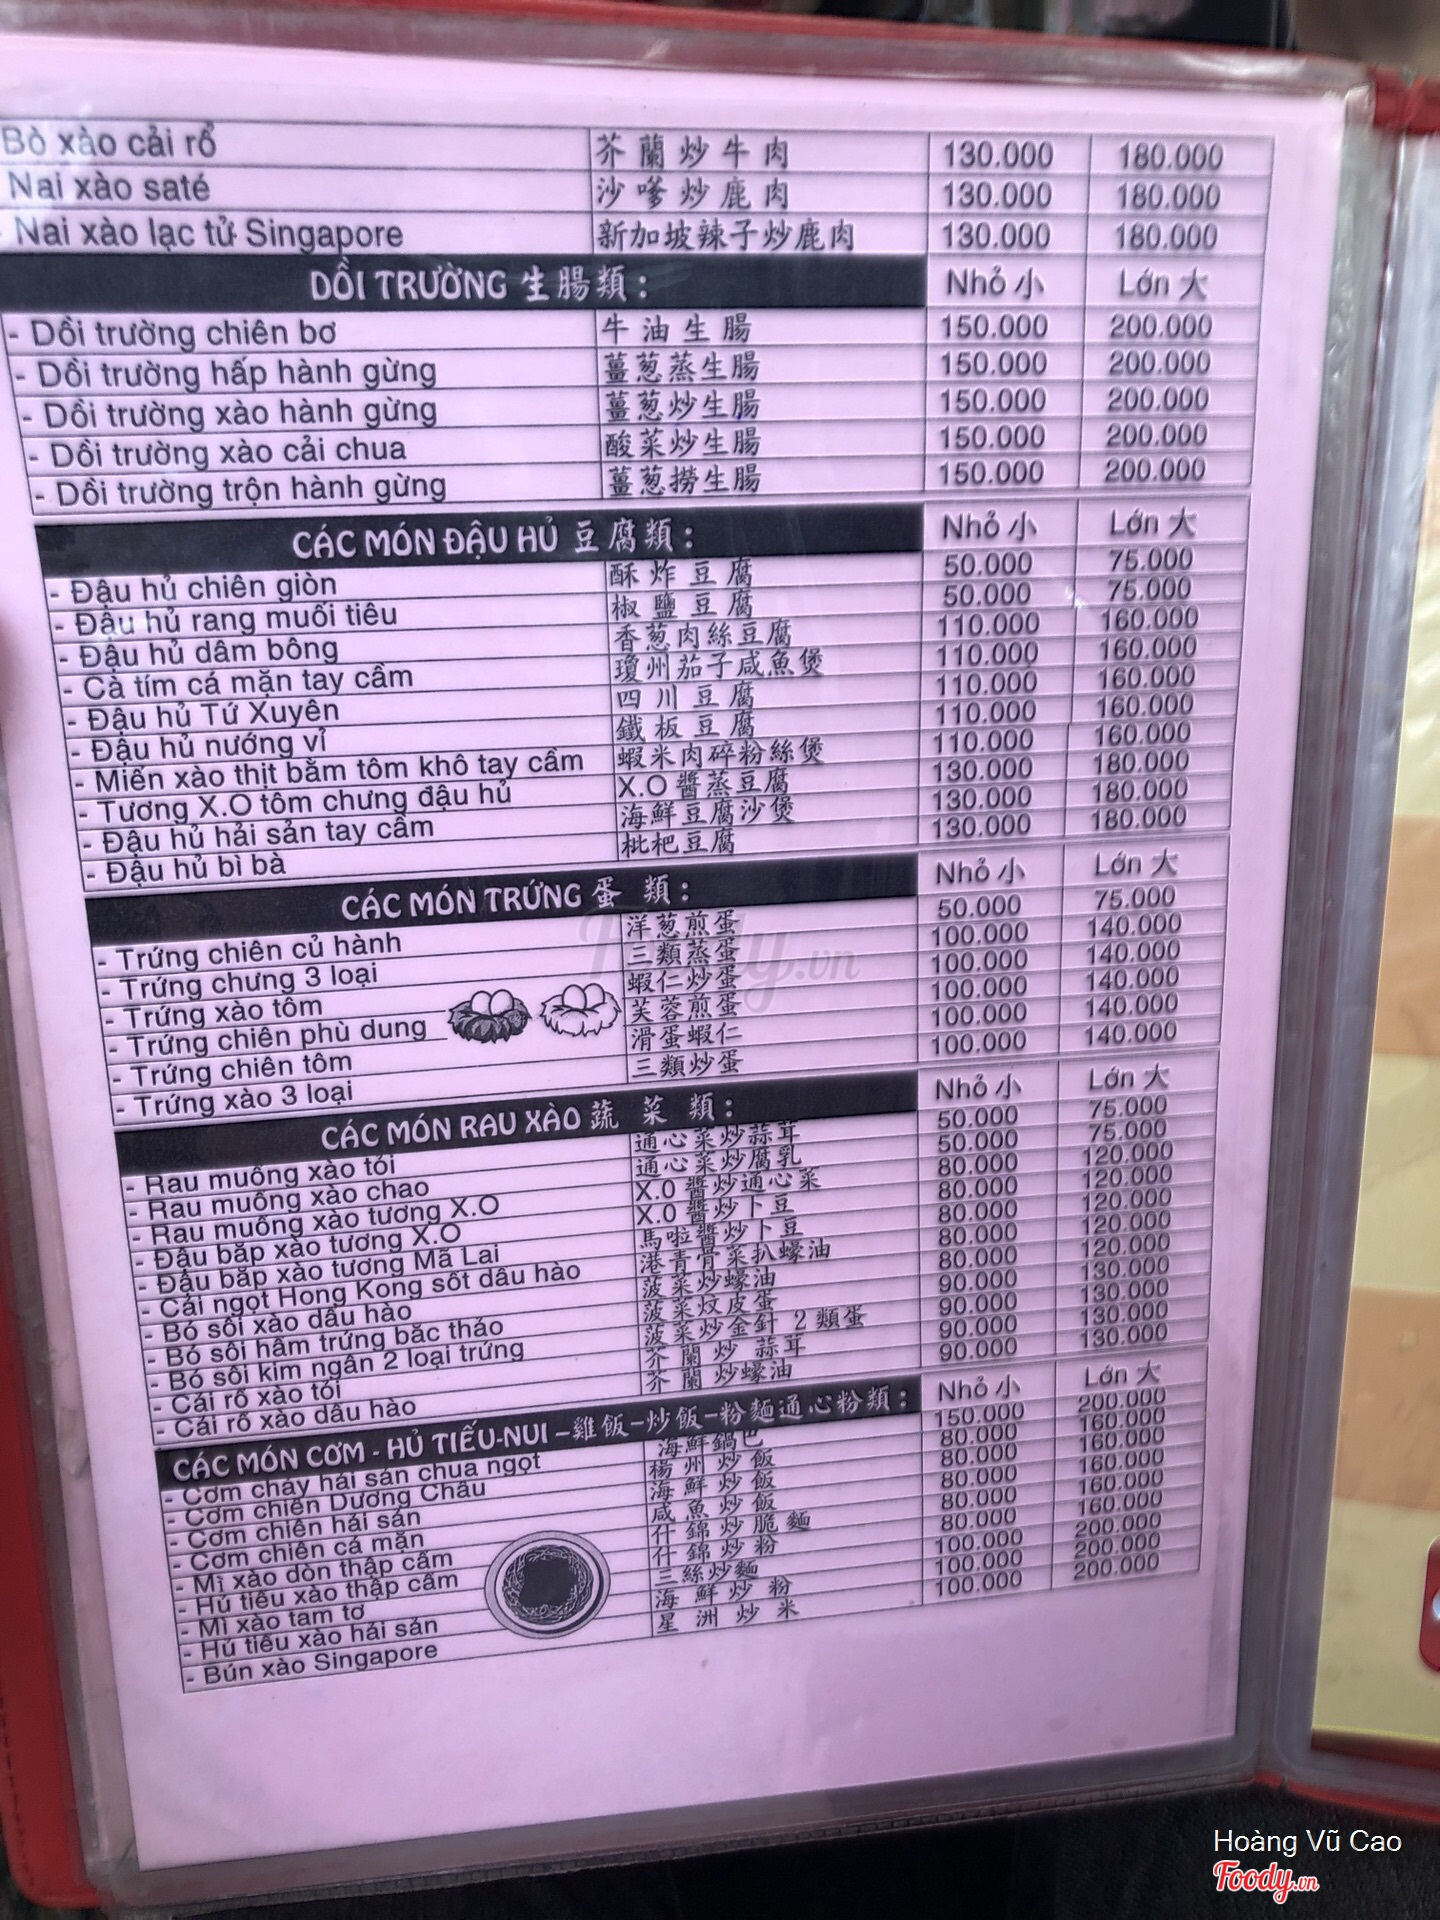 Bò xào cải rổ 芥蘭炒牛肉 130.000 180.000
Nai xào saté 沙嗲炒鹿肉 130.000 180.000
- Nai xào lạc tử Singapore 新加坡辣子炒鹿肉 130.000 180.000
DỒI TRƯỜNG 生腸類: Nhỏ 小 Lớn 大
- Dồi trường chiên bơ 牛油生腸 150.000 200.000
- Dồi trường hấp hành gừng 薑葱蒸生腸 150.000 200.000
- Dồi trường xào hành gừng 薑葱炒生腸 150.000 200.000
- Dồi trường xào cải chua 酸菜炒生腸 150.000 200.000
- Dồi trường trộn hành gừng 薑葱撈生腸 150.000 200.000
CÁC MÓN ĐẬU HỦ 豆腐類: Nhỏ 小 Lớn 大
- Đậu hủ chiên giòn 酥炸豆腐 50.000 75.000
- Đậu hủ rang muối tiêu 椒鹽豆腐 50.000 75.000
- Đậu hủ dâm bông 香葱肉絲豆腐 110.000 160.000
- Cà tím cá mặn tay cầm 瓊州茄子咸魚煲 110.000 160.000
- Đậu hủ Tứ Xuyên 四川豆腐 110.000 160.000
- Đậu hủ nướng vỉ 鐵板豆腐 110.000 160.000
- Miến xào thịt bằm tôm khô tay cầm 蝦米肉碎粉絲煲 110.000 160.000
- Tương X.O tôm chưng đậu hủ X.O 醬蒸豆腐 130.000 180.000
- Đậu hủ hải sản tay cầm 海鮮豆腐沙煲 130.000 180.000
- Đậu hủ bì bà 枇杷豆腐 130.000 180.000
CÁC MÓN TRỨNG 蛋類: Nhỏ 小 Lớn 大
- Trứng chiên củ hành 洋葱煎蛋 50.000 75.000
- Trứng chưng 3 loại 三類蒸蛋 100.000 140.000
- Trứng xào tôm 蝦仁炒蛋 100.000 140.000
- Trứng chiên phù dung 芙蓉煎蛋 100.000 140.000
- Trứng chiên tôm 滑蛋蝦仁 100.000 140.000
- Trứng xào 3 loại 三類炒蛋 100.000 140.000
CÁC MÓN RAU XÀO 蔬菜類: Nhỏ 小 Lớn 大
- Rau muống xào tỏi 通心菜炒蒜茸 50.000 75.000
- Rau muống xào chao 通心菜炒腐乳 50.000 75.000
- Rau muống xào tương X.O X.O 醬炒通心菜 80.000 120.000
- Đậu bắp xào tương X.O X.O 醬炒卜豆 80.000 120.000
- Đậu bắp xào tương Mã Lai 馬啦醬炒卜豆 80.000 120.000
- Cải ngọt Hong Kong sốt dầu hào 港青骨菜扒蠔油 80.000 120.000
- Bó sôi xào dầu hào 菠菜炒蠔油 80.000 120.000
- Bó sôi hầm trứng bắc thảo 菠菜炆皮蛋 90.000 130.000
- Bó sôi kim ngân 2 loại trứng 菠菜炒金針 2 類蛋 90.000 130.000
- Cải rổ xào tỏi 芥蘭炒蒜茸 90.000 130.000
- Cải rổ xào dầu hào 芥蘭炒蠔油 90.000 130.000
CÁC MÓN CƠM - HỦ TIẾU-NUI –雞飯–炒飯–粉麵通心粉類: Nhỏ 小 Lớn 大
- Cơm cháy hải sản chua ngọt 海鮮鍋巴 150.000 200.000
- Cơm chiên Dương Châu 楊州炒飯 80.000 160.000
- Cơm chiên hải sản 海鮮炒飯 80.000 160.000
- Cơm chiên cá mặn 咸魚炒飯 80.000 160.000
- Mì xào dòn thập cẩm 什錦炒脆麵 80.000 160.000
- Hủ tiếu xào thập cẩm 什錦炒粉 80.000 160.000
- Mì xào tam tơ 三絲炒麵 100.000 200.000
- Hủ tiếu xào hải sản 海鮮炒粉 100.000 200.000
- Bún xào Singapore 星洲炒米 100.000 200.000
Foody.vn
Hoàng Vũ Cao
Foody.vn